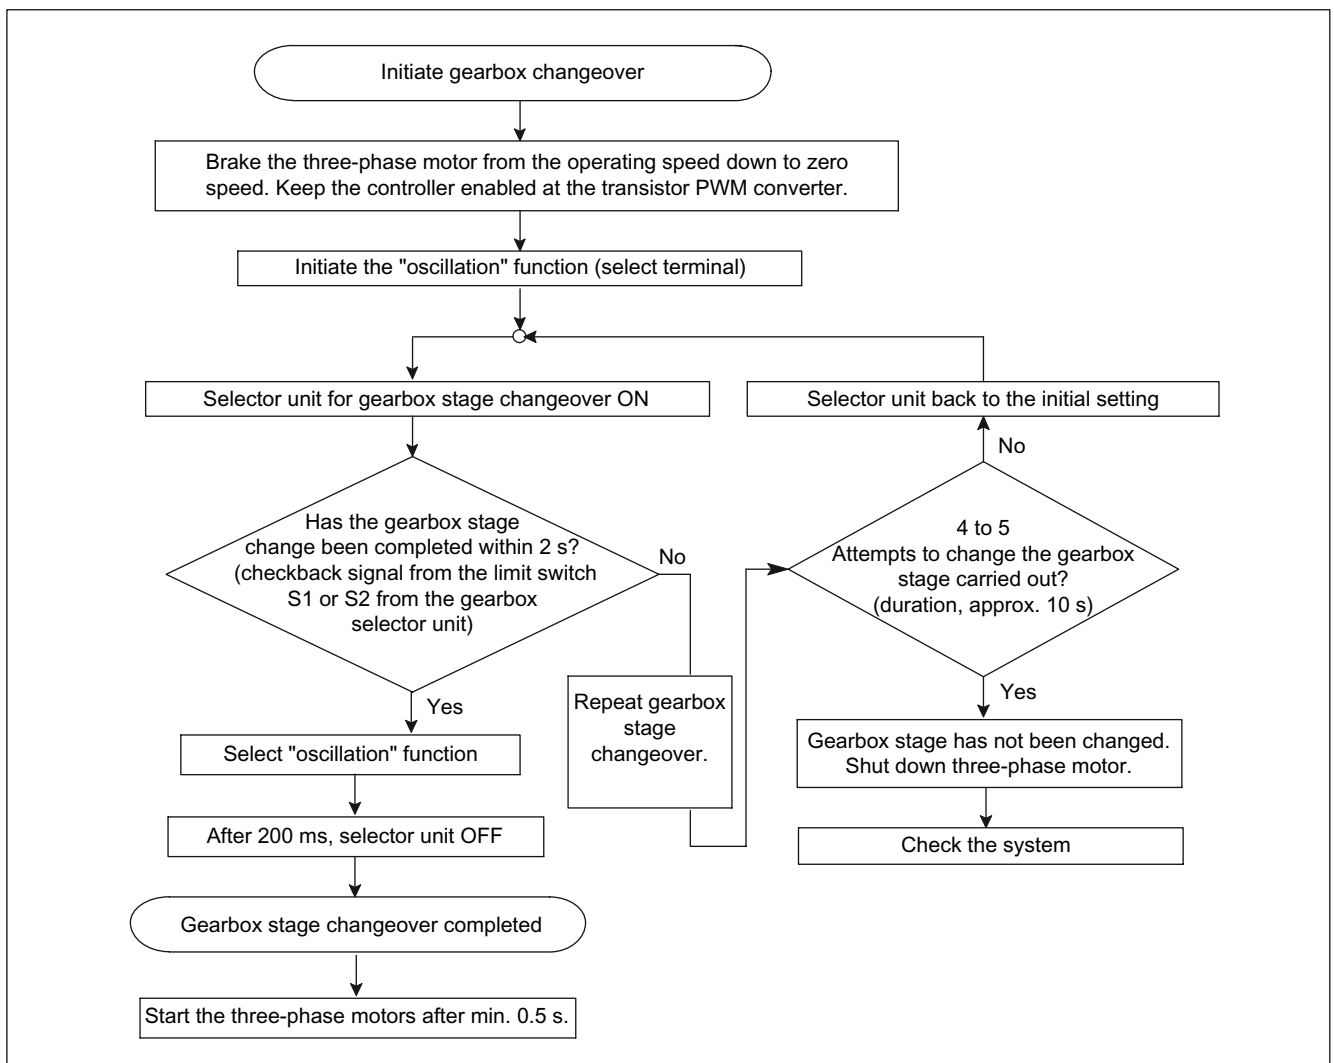 Initiate gearbox changeover
Brake the three-phase motor from the operating speed down to zero
speed. Keep the controller enabled at the transistor PWM converter.
Initiate the "oscillation" function (select terminal)
Selector unit for gearbox stage changeover ON
Selector unit back to the initial setting
No
Has the gearbox stage
change been completed within 2 s?
(checkback signal from the limit switch
S1 or S2 from the gearbox
selector unit)
No
4 to 5
Attempts to change the gearbox
stage carried out?
(duration, approx. 10 s)
Yes
Yes
Repeat gearbox
stage
changeover.
Select "oscillation" function
Gearbox stage has not been changed.
Shut down three-phase motor.
After 200 ms, selector unit OFF
Check the system
Gearbox stage changeover completed
Start the three-phase motors after min. 0.5 s.